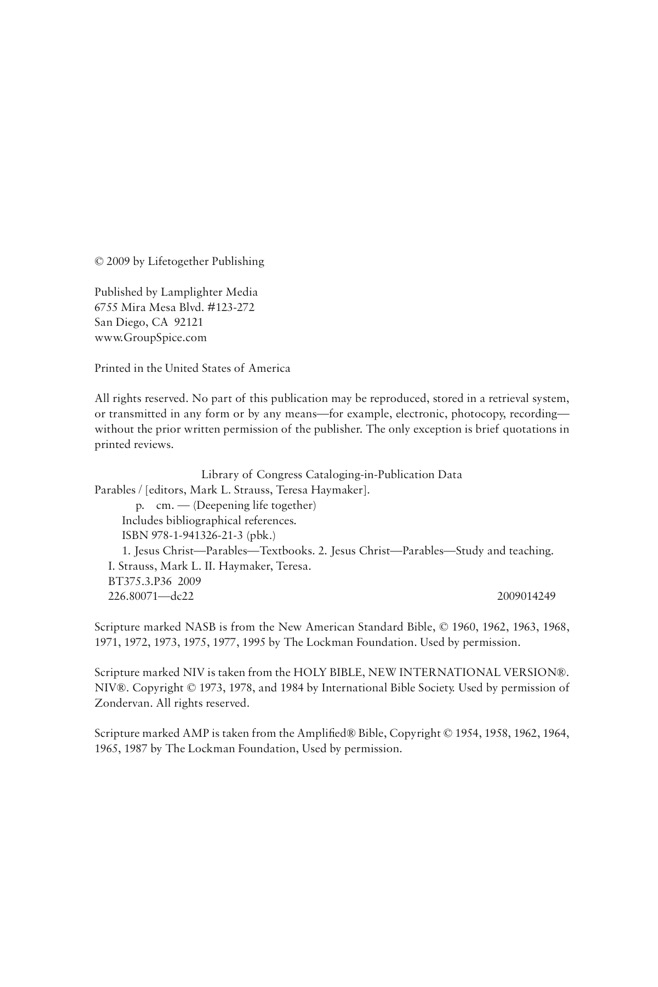 © 2009 by Lifetogether Publishing
Published by Lamplighter Media
6755 Mira Mesa Blvd. #123-272
San Diego, CA  92121
www.GroupSpice.com
Printed in the United States of America
All rights reserved. No part of this publication may be reproduced, stored in a retrieval system,
or transmitted in any form or by any means—for example, electronic, photocopy, recording—
without the prior written permission of the publisher. The only exception is brief quotations in
printed reviews.
Library of Congress Cataloging-in-Publication Data
Parables / [editors, Mark L. Strauss, Teresa Haymaker].
p.    cm. — (Deepening life together)
Includes bibliographical references.
ISBN 978-1-941326-21-3 (pbk.)
1. Jesus Christ—Parables—Textbooks. 2. Jesus Christ—Parables—Study and teaching.
I. Strauss, Mark L. II. Haymaker, Teresa.
BT375.3.P36  2009
226.80071—dc22 2009014249
Scripture marked NASB is from the New American Standard Bible, © 1960, 1962, 1963, 1968,
1971, 1972, 1973, 1975, 1977, 1995 by The Lockman Foundation. Used by permission.
Scripture marked NIV is taken from the HOLY BIBLE, NEW INTERNATIONAL VERSION®.
NIV®. Copyright © 1973, 1978, and 1984 by International Bible Society. Used by permission of
Zondervan. All rights reserved.
Scripture marked AMP is taken from the Amplified® Bible, Copyright © 1954, 1958, 1962, 1964,
1965, 1987 by The Lockman Foundation, Used by permission.